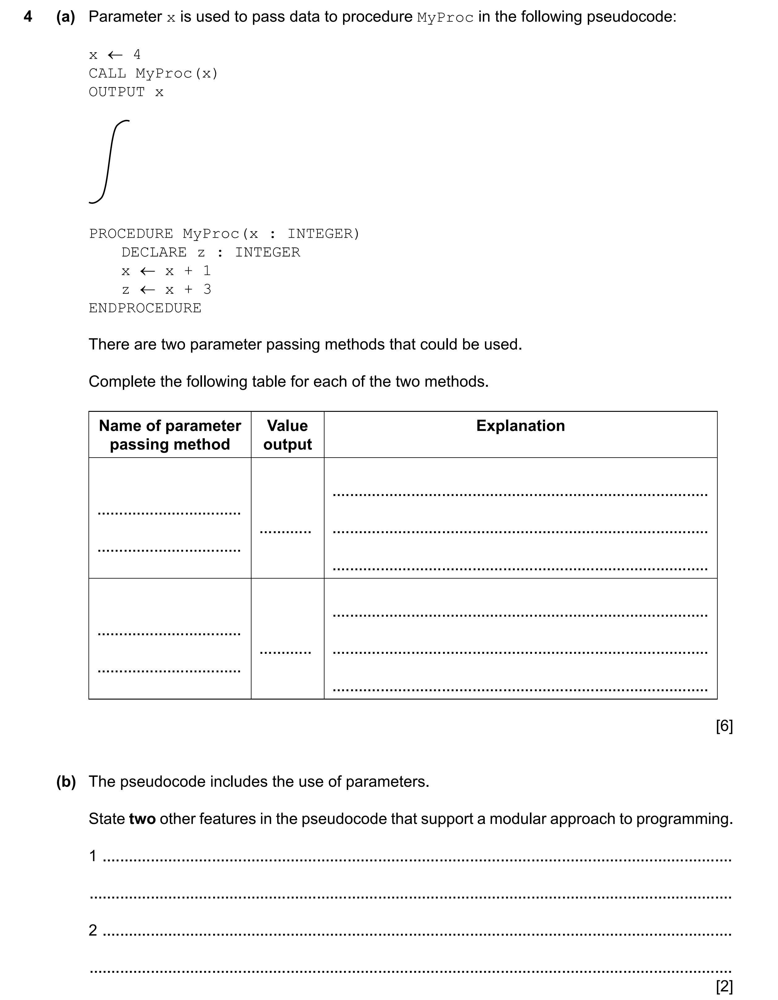 4 (a) Parameter x is used to pass data to procedure MyProc in the following pseudocode:
x ← 4
CALL MyProc(x)
OUTPUT x
PROCEDURE MyProc(x : INTEGER)
DECLARE z : INTEGER
x ← x + 1
z ← x + 3
ENDPROCEDURE
There are two parameter passing methods that could be used.
Complete the following table for each of the two methods.
Name of parameter passing method | Value output | Explanation
[6]
(b) The pseudocode includes the use of parameters.
State two other features in the pseudocode that support a modular approach to programming.
1
2
[2]